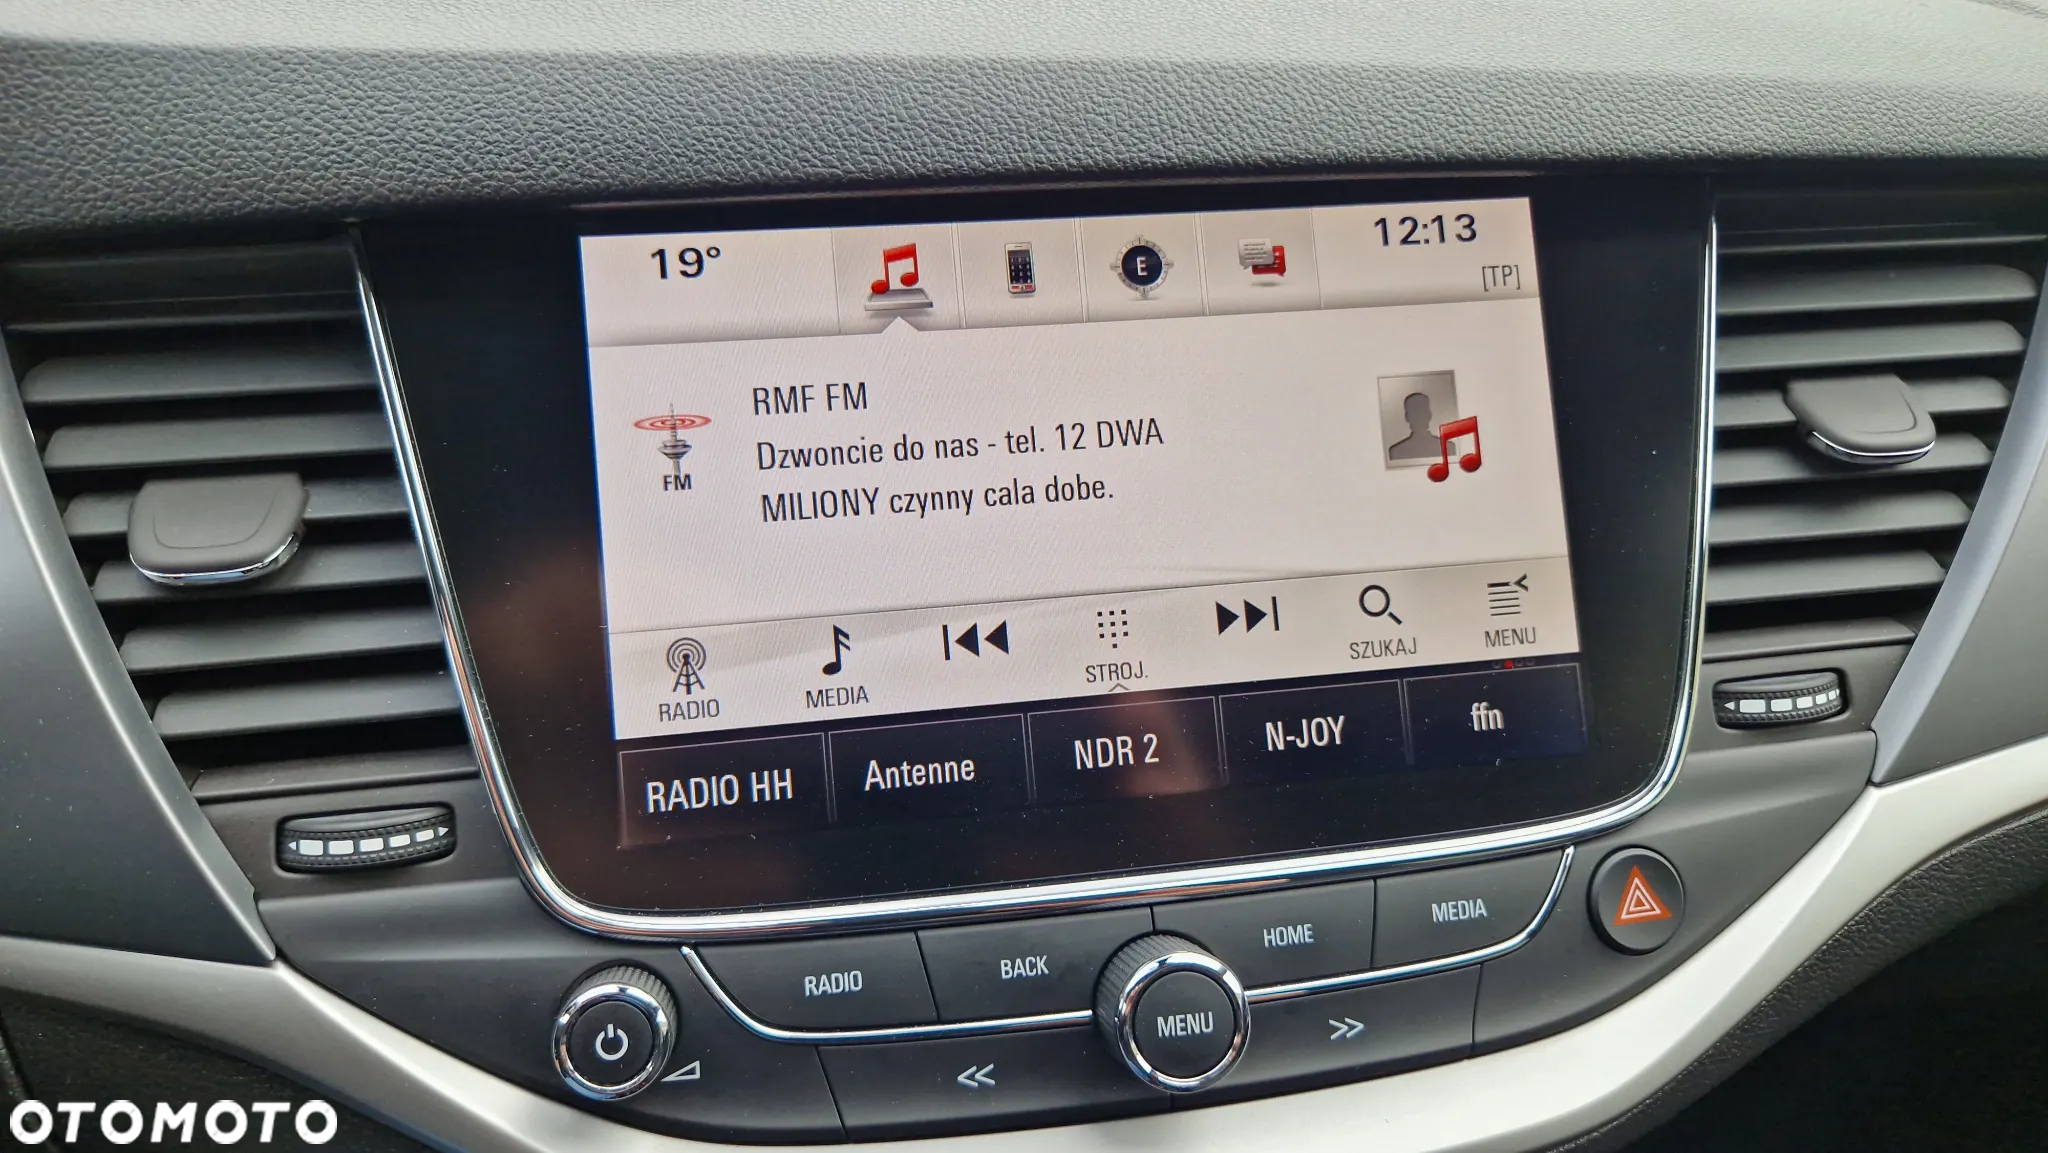 19°
12:13
[TP]
E
RMF FM
Dzwoncie do nas - tel. 12 DWA
MILIONY czynny cala dobe.
FM
RADIO
MEDIA
STROJ.
SZUKAJ
MENU
RADIO HH
Antenne
NDR 2
N-JOY
ffn
RADIO
BACK
HOME
MEDIA
MENU
OTOMOTO